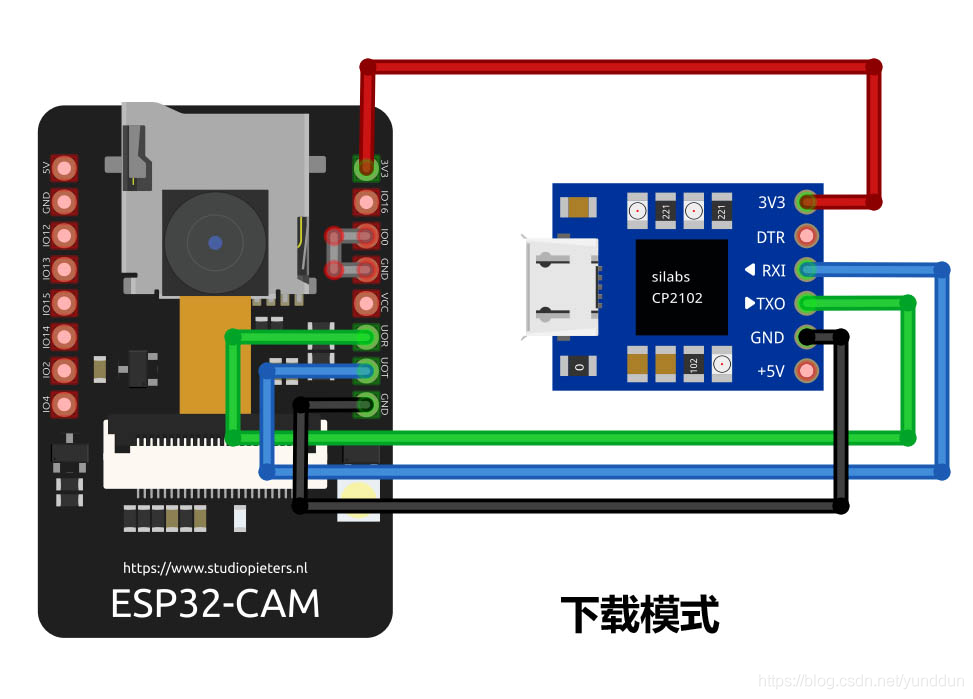 5V
GND
IO12
IO13
IO15
IO14
IO2
IO4
3V3
IO16
IO0
GND
VCC
UOR
UOT
GND
https://www.studiopieters.nl
ESP32-CAM
221
221
silabs
CP2102
0
102
3V3
DTR
RXI
TXO
GND
+5V
下载模式
https://blog.csdn.net/yunddun